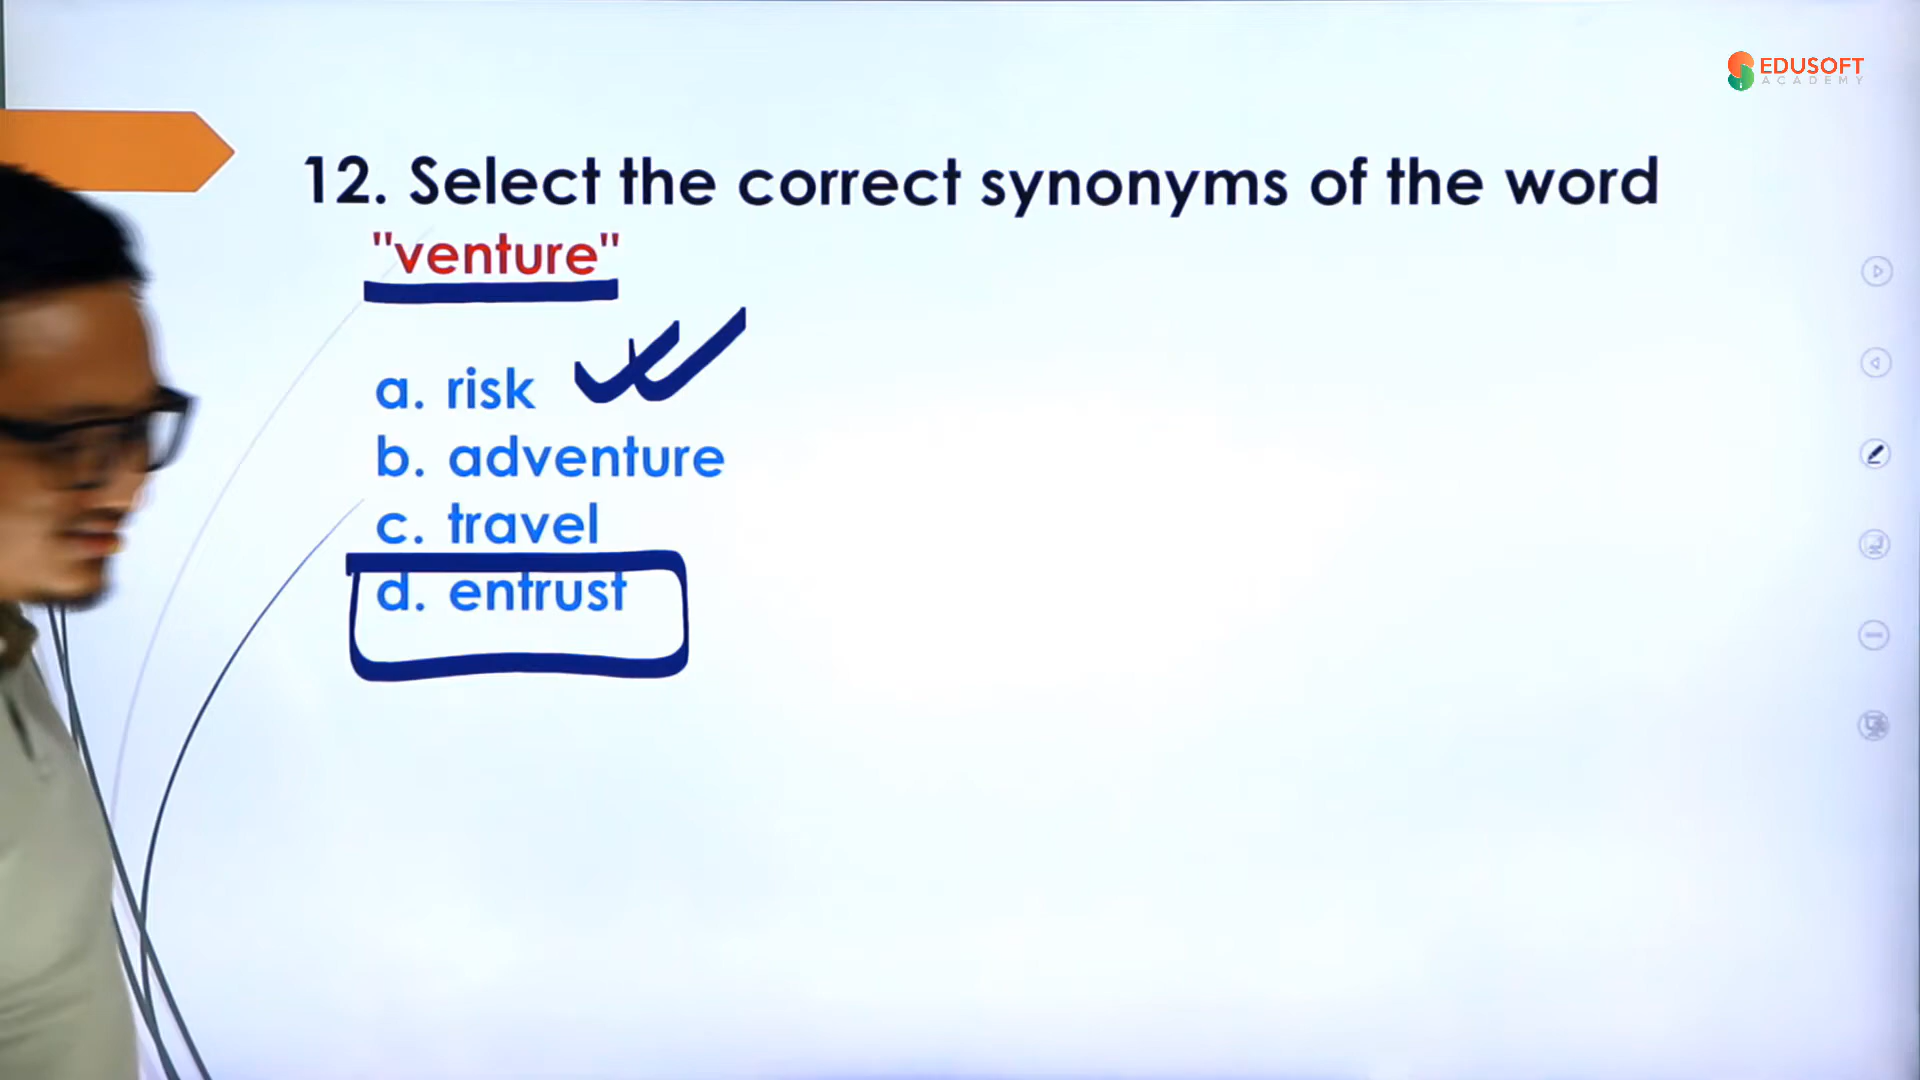 EDUSOFT
ACADEMY
12. Select the correct synonyms of the word
"venture"
a. risk
b. adventure
c. travel
d. entrust